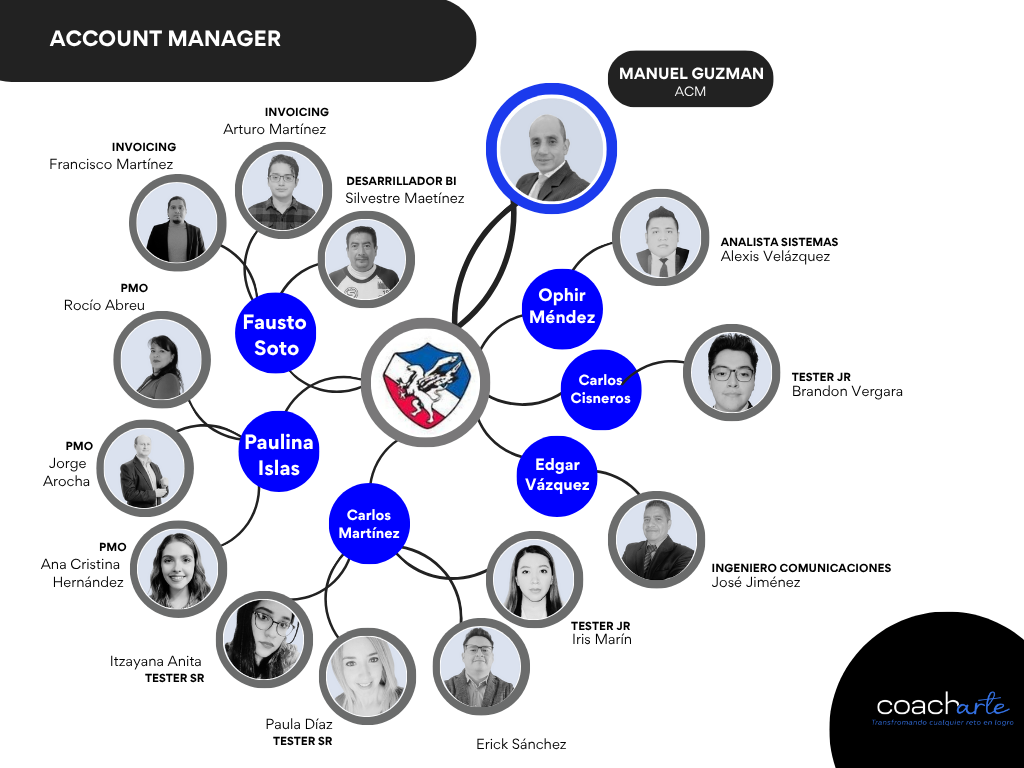 ACCOUNT MANAGER
MANUEL GUZMAN
ACM
INVOICING
Arturo Martínez
INVOICING
Francisco Martínez
DESARRILLADOR BI
Silvestre Maetínez
ANALISTA SISTEMAS
Alexis Velázquez
PMO
Rocío Abreu
Ophir
Méndez
Fausto
Soto
Carlos
Cisneros
TESTER JR
Brandon Vergara
PMO
Jorge
Arocha
Paulina
Islas
Edgar
Vázquez
Carlos
Martínez
PMO
Ana Cristina
Hernández
INGENIERO COMUNICACIONES
José Jiménez
TESTER JR
Iris Marín
Itzayana Anita
TESTER SR
Paula Díaz
TESTER SR
Erick Sánchez
coacharte
Transfromando cualquier reto en logro